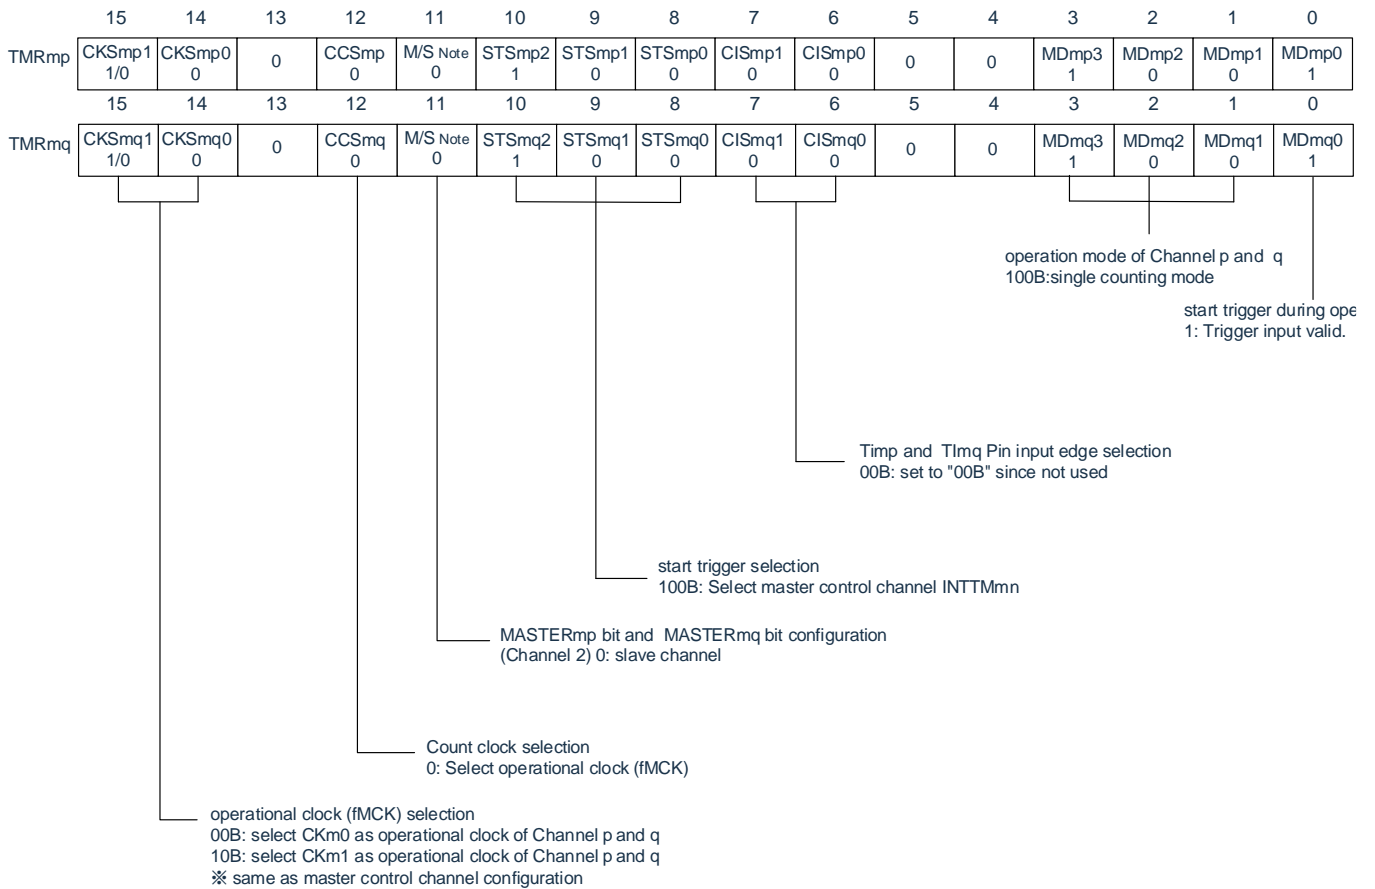 15 14 13 12 11 10 9 8 7 6 5 4 3 2 1 0
TMRmp CKSmp1 CKSmp0 0 CCSmp M/S Note STSmp2 STSmp1 STSmp0 CISmp1 CISmp0 0 0 MDmp3 MDmp2 MDmp1 MDmp0
1/0 0 0 0 1 0 0 0 0 1 0 0 1
15 14 13 12 11 10 9 8 7 6 5 4 3 2 1 0
TMRmq CKSmq1 CKSmq0 0 CCSmq M/S Note STSmq2 STSmq1 STSmq0 CISmq1 CISmq0 0 0 MDmq3 MDmq2 MDmq1 MDmq0
1/0 0 0 0 1 0 0 0 0 1 0 0 1
operation mode of Channel p and q
100B:single counting mode
start trigger during ope
1: Trigger input valid.
Timp and TImq Pin input edge selection
00B: set to "00B" since not used
start trigger selection
100B: Select master control channel INTTMmn
MASTERmp bit and MASTERmq bit configuration
(Channel 2) 0: slave channel
Count clock selection
0: Select operational clock (fMCK)
operational clock (fMCK) selection
00B: select CKm0 as operational clock of Channel p and q
10B: select CKm1 as operational clock of Channel p and q
※ same as master control channel configuration